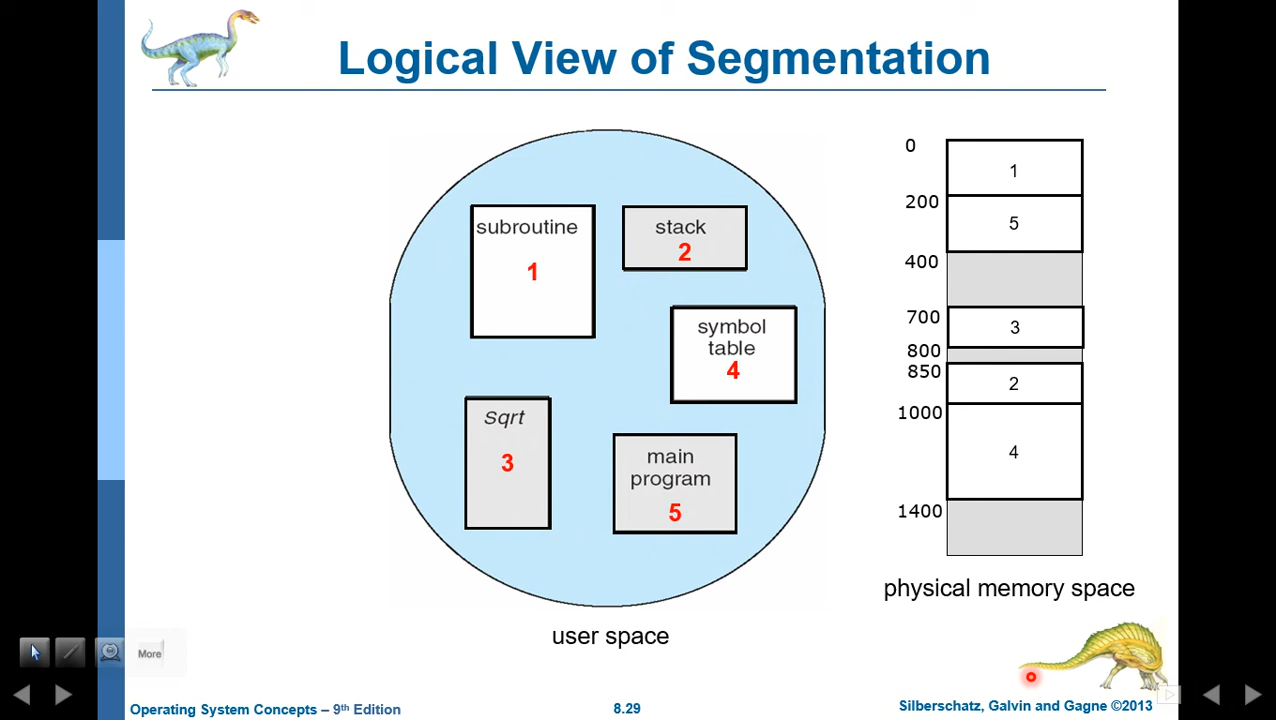 Logical View of Segmentation
subroutine
1
stack
2
symbol
table
4
Sqrt
3
main
program
5
user space
0
1
200
5
400
700
3
800
850
2
1000
4
1400
physical memory space
More
Operating System Concepts – 9th Edition
8.29
Silberschatz, Galvin and Gagne ©2013